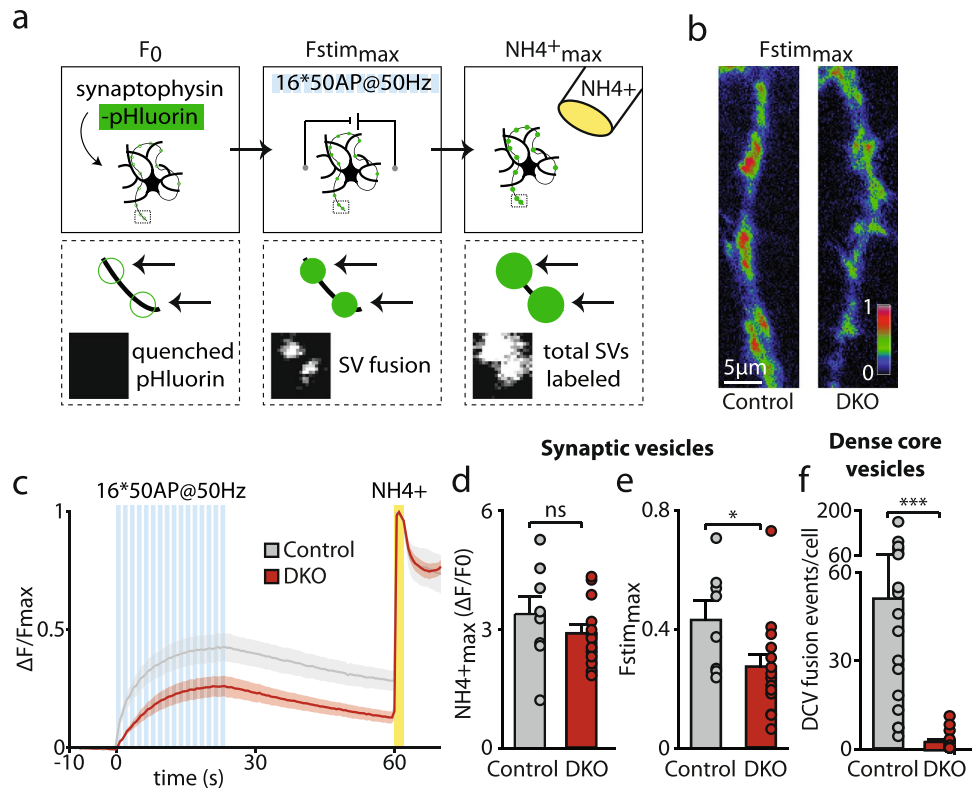 a
F0
Fstimmax
NH4+max
synaptophysin
-pHluorin
16*50AP@50Hz
NH4+
quenched
pHluorin
SV fusion
total SVs
labeled
b
Fstimmax
1
0
5µm
Control
DKO
c
16*50AP@50Hz
NH4+
Control
DKO
1
0.5
0
ΔF/Fmax
-10
0
30
60
time (s)
Synaptic vesicles
d
ns
6
3
0
NH4+max (ΔF/F0)
Control
DKO
e
*
0.8
0.4
0
Fstimmax
Control
DKO
Dense core
vesicles
f
***
200
60
60
30
0
DCV fusion events/cell
Control
DKO